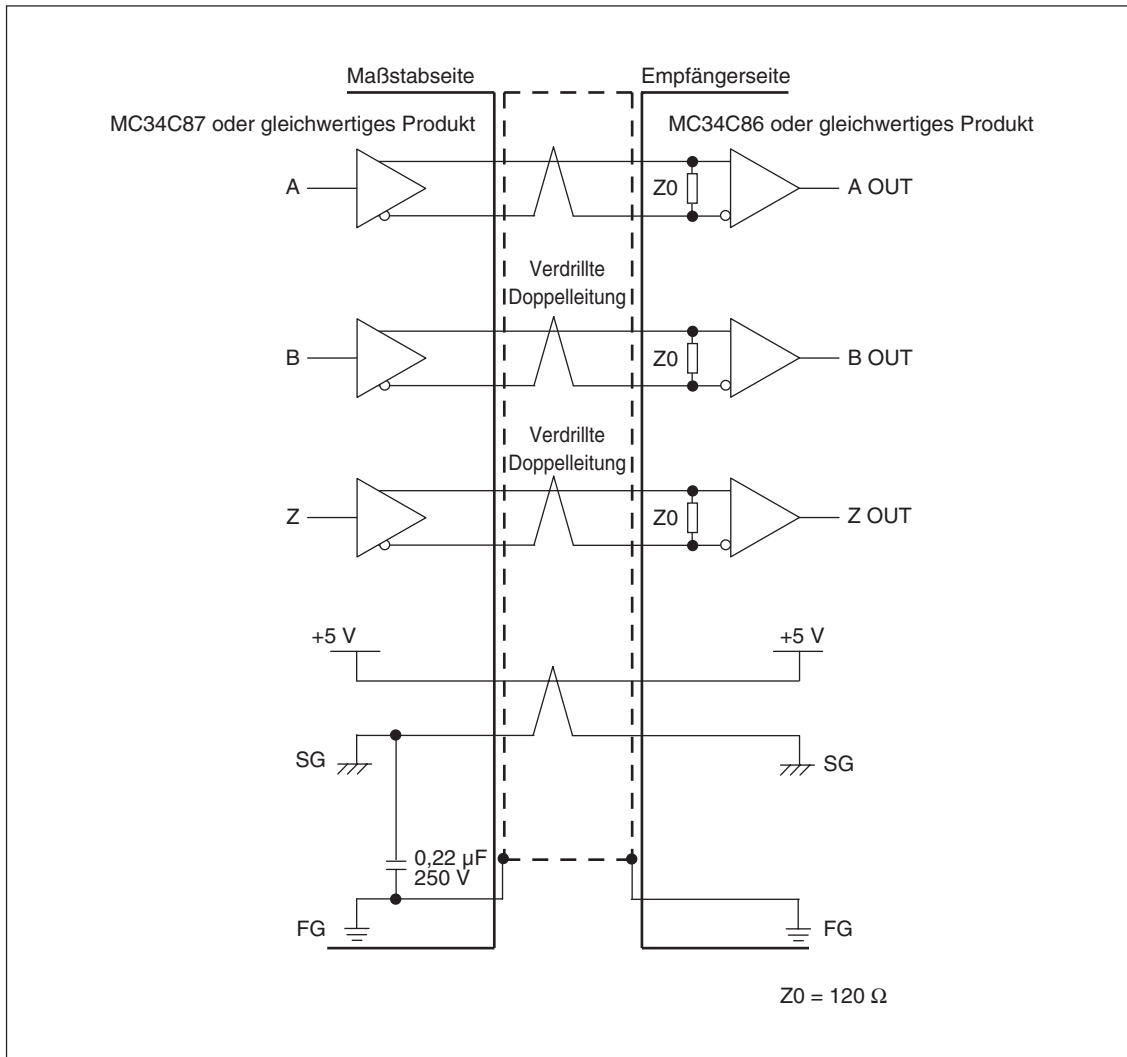 Maßstabseite
Empfängerseite
MC34C87 oder gleichwertiges Produkt
MC34C86 oder gleichwertiges Produkt
A
Z0
A OUT
Verdrillte
Doppelleitung
B
Z0
B OUT
Verdrillte
Doppelleitung
Z
Z0
Z OUT
+5 V
+5 V
SG
SG
0,22 µF
250 V
FG
FG
Z0 = 120 Ω